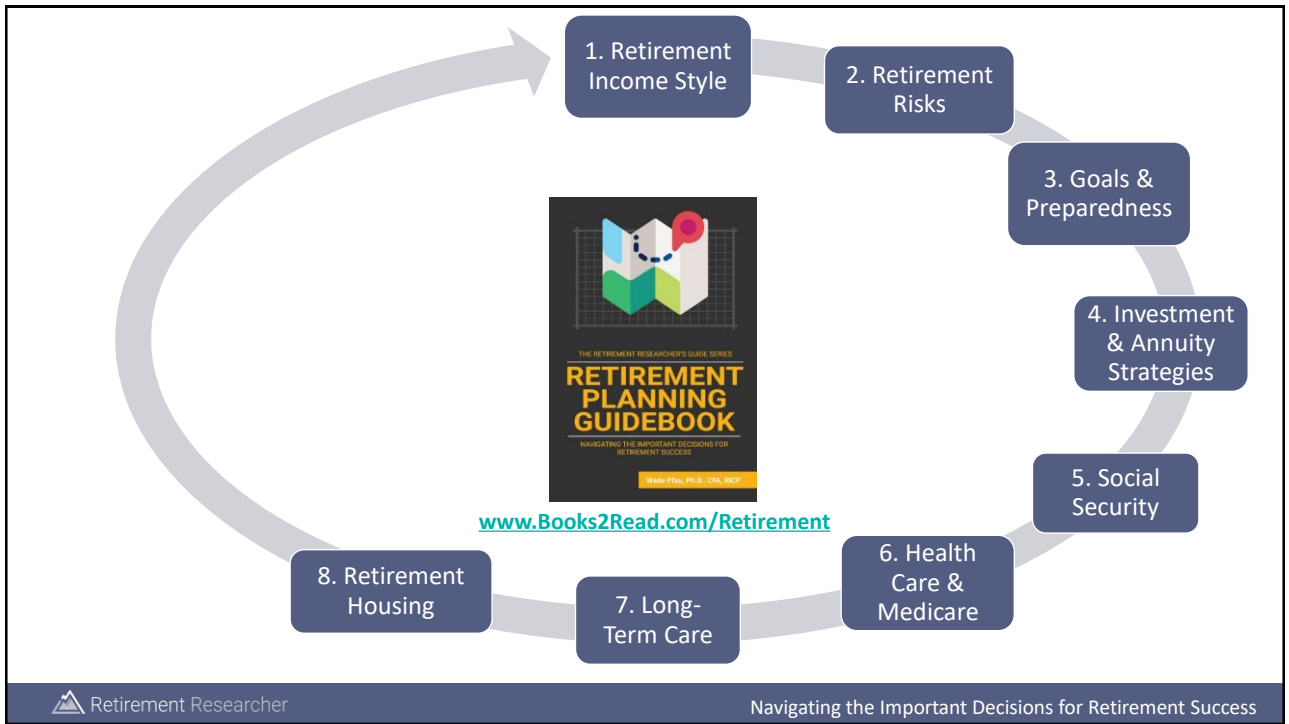 1. Retirement
Income Style
2. Retirement
Risks
3. Goals &
Preparedness
4. Investment
& Annuity
Strategies
5. Social
Security
6. Health
Care &
Medicare
7. Long-
Term Care
8. Retirement
Housing
THE RETIREMENT RESEARCHER'S GUIDE SERIES
RETIREMENT
PLANNING
GUIDEBOOK
NAVIGATING THE IMPORTANT DECISIONS FOR
RETIREMENT SUCCESS
Wade Pfau, Ph.D., CFA, RICP
www.Books2Read.com/Retirement
Retirement Researcher
Navigating the Important Decisions for Retirement Success